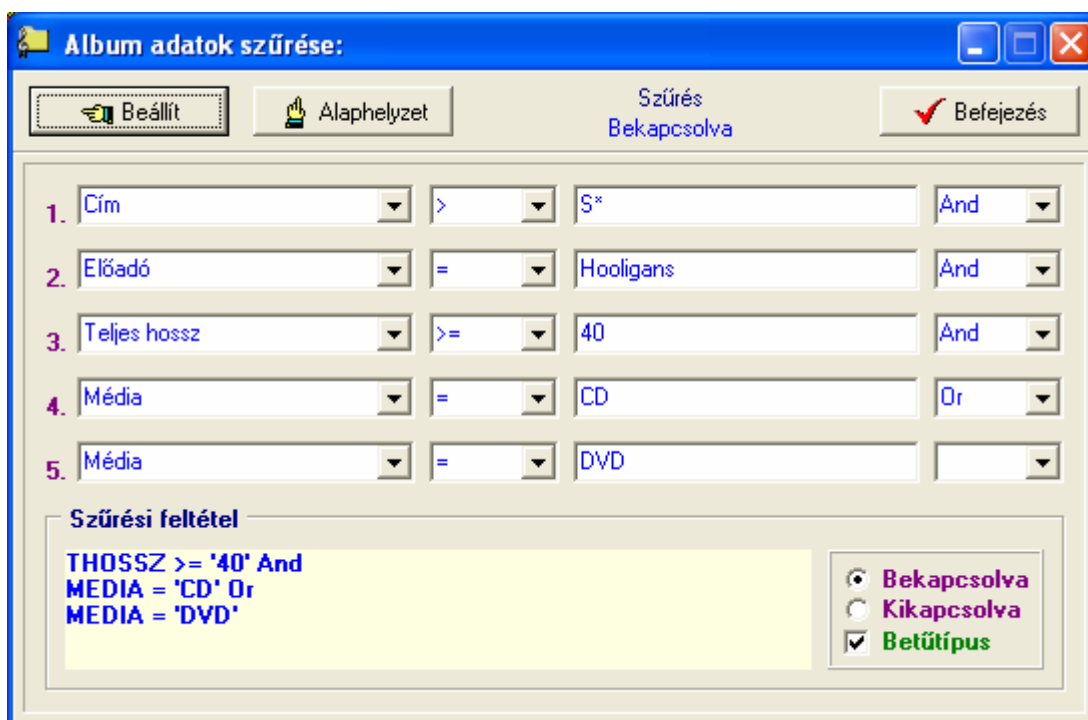 Album adatok szűrése:
Beállít Alaphelyzet Szűrés Bekapcsolva Befejezés
1. Cím > S* And
2. Előadó = Hooligans And
3. Teljes hossz >= 40 And
4. Média = CD Or
5. Média = DVD
Szűrési feltétel
THOSSZ >= '40' And
MEDIA = 'CD' Or
MEDIA = 'DVD'
Bekapcsolva
Kikapcsolva
Betűtípus